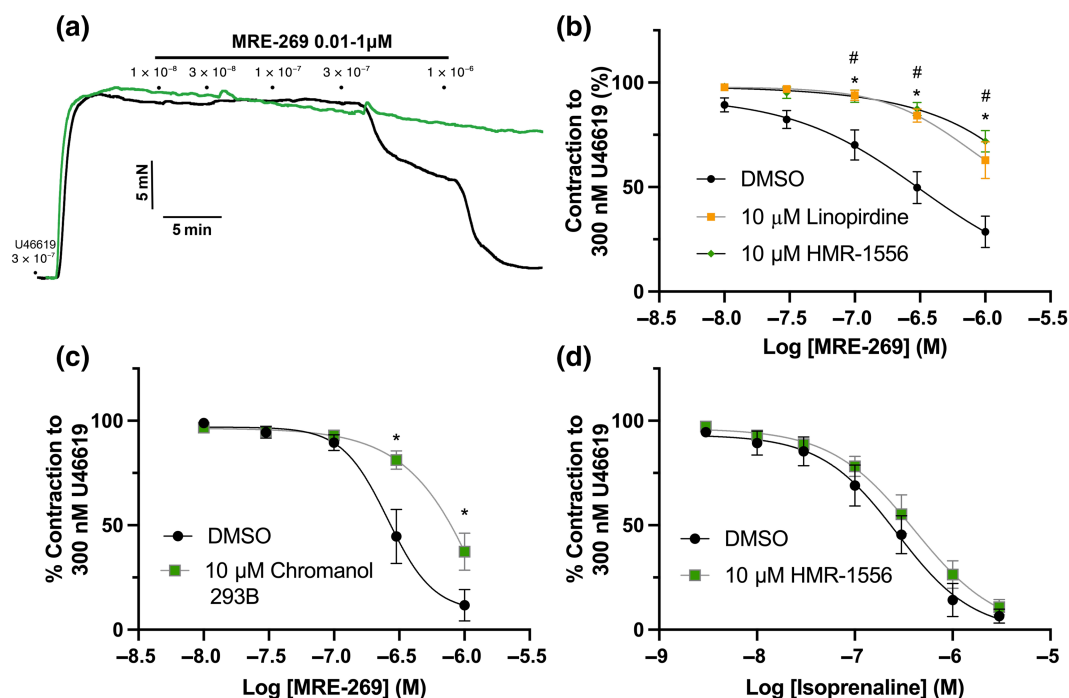 (a)
MRE-269 0.01-1µM
1 × 10⁻⁸ 3 × 10⁻⁸ 1 × 10⁻⁷ 3 × 10⁻⁷ 1 × 10⁻⁶
5 mN
5 min
U46619
3 × 10⁻⁷
(b)
Contraction to
300 nM U46619 (%)
100
50
0
# # #
* * *
DMSO
10 μM Linopirdine
10 µM HMR-1556
–8.5 –8.0 –7.5 –7.0 –6.5 –6.0 –5.5
Log [MRE-269] (M)
(c)
% Contraction to
300 nM U46619
100
50
0
* *
DMSO
10 µM Chromanol
293B
–8.5 –8.0 –7.5 –7.0 –6.5 –6.0 –5.5
Log [MRE-269] (M)
(d)
% Contraction to
300 nM U46619
100
50
0
DMSO
10 µM HMR-1556
–9 –8 –7 –6 –5
Log [Isoprenaline] (M)